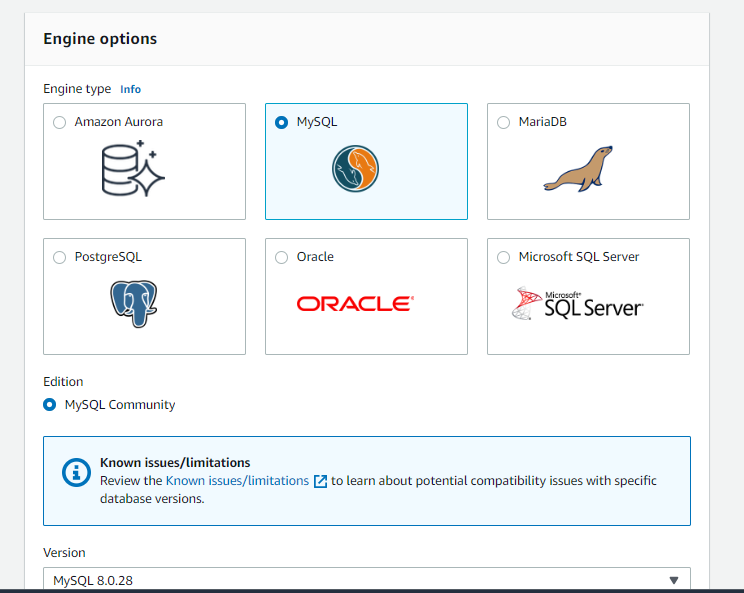 Engine options
Engine type Info
Amazon Aurora
MySQL
MariaDB
PostgreSQL
Oracle
ORACLE
Microsoft SQL Server
Microsoft®
SQL Server
Edition
MySQL Community
Known issues/limitations
Review the Known issues/limitations to learn about potential compatibility issues with specific
database versions.
Version
MySQL 8.0.28